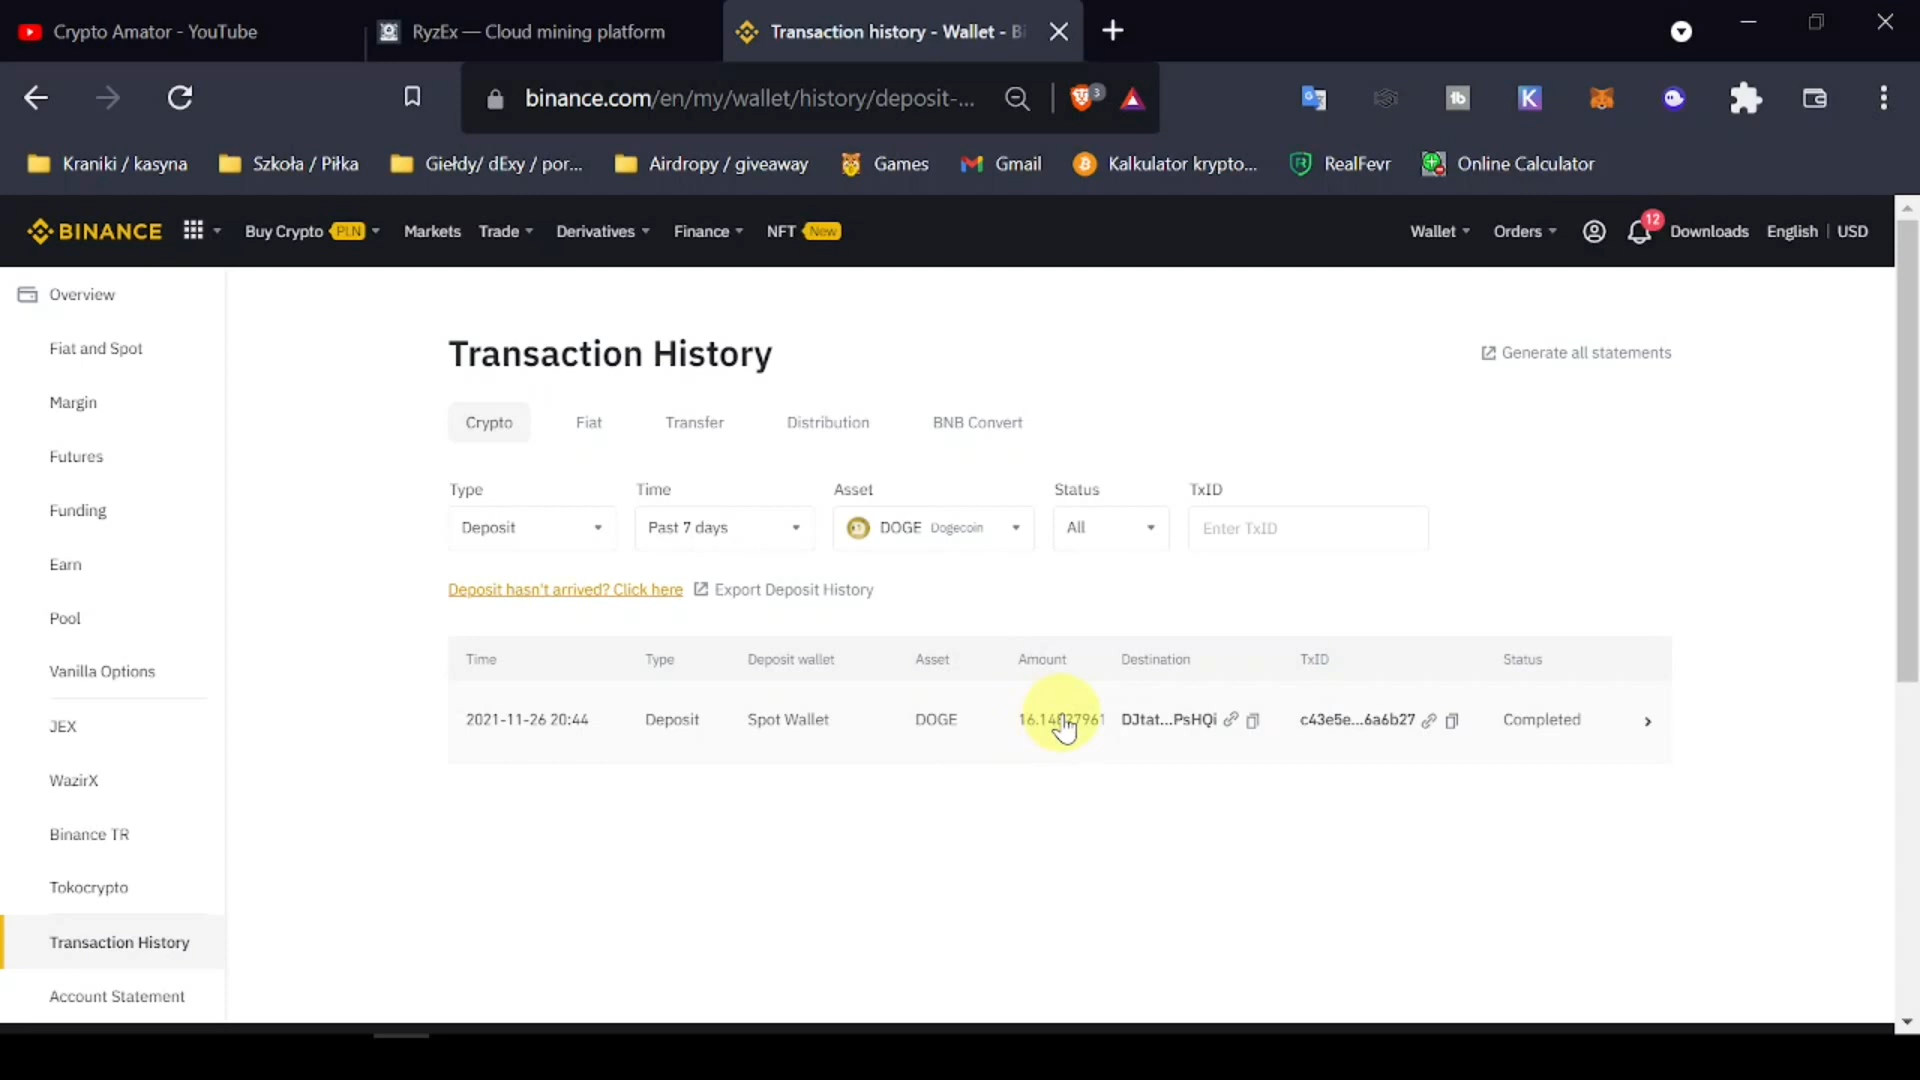 Crypto Amator - YouTube
RyzEx — Cloud mining platform
Transaction history - Wallet - Bi
binance.com/en/my/wallet/history/deposit-...
3
Kraniki / kasyna
Szkoła / Piłka
Giełdy/ dExy / por...
Airdropy / giveaway
Games
Gmail
Kalkulator krypto...
RealFevr
Online Calculator
BINANCE
Buy Crypto PLN
Markets
Trade
Derivatives
Finance
NFT New
Wallet
Orders
12
Downloads
English | USD
Overview
Fiat and Spot
Margin
Futures
Funding
Earn
Pool
Vanilla Options
JEX
WazirX
Binance TR
Tokocrypto
Transaction History
Account Statement
Transaction History
Generate all statements
Crypto
Fiat
Transfer
Distribution
BNB Convert
Type
Time
Asset
Status
TxID
Deposit
Past 7 days
DOGE Dogecoin
All
Enter TxID
Deposit hasn't arrived? Click here
Export Deposit History
Time Type Deposit wallet Asset Amount Destination TxID Status
2021-11-26 20:44 Deposit Spot Wallet DOGE DJtat...PsHQi c43e5e...6a6b27 Completed